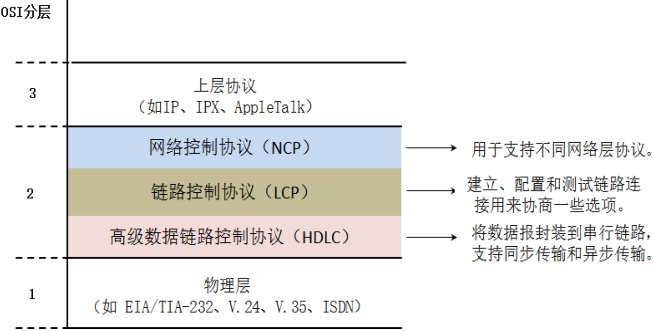 OSI分层
3
上层协议
（如IP、IPX、AppleTalk）
2
网络控制协议（NCP）
用于支持不同网络层协议。
链路控制协议（LCP）
建立、配置和测试链路连
接用来协商一些选项。
高级数据链路控制协议（HDLC）
将数据报封装到串行链路，
支持同步传输和异步传输。
1
物理层
（如 EIA/TIA-232、V.24、V.35、ISDN）